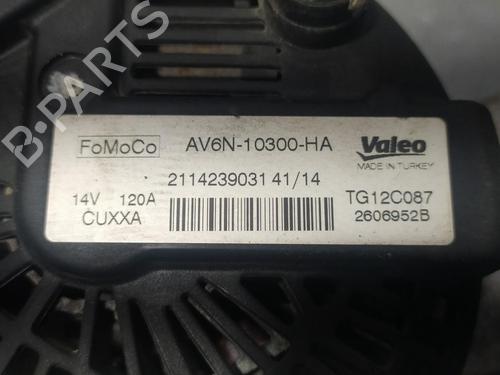 B-PARTS
FoMoCo AV6N-10300-HA Valeo
MADE IN TURKEY
2114239031 41/14
14V 120A TG12C087
CUXXA 2606952B